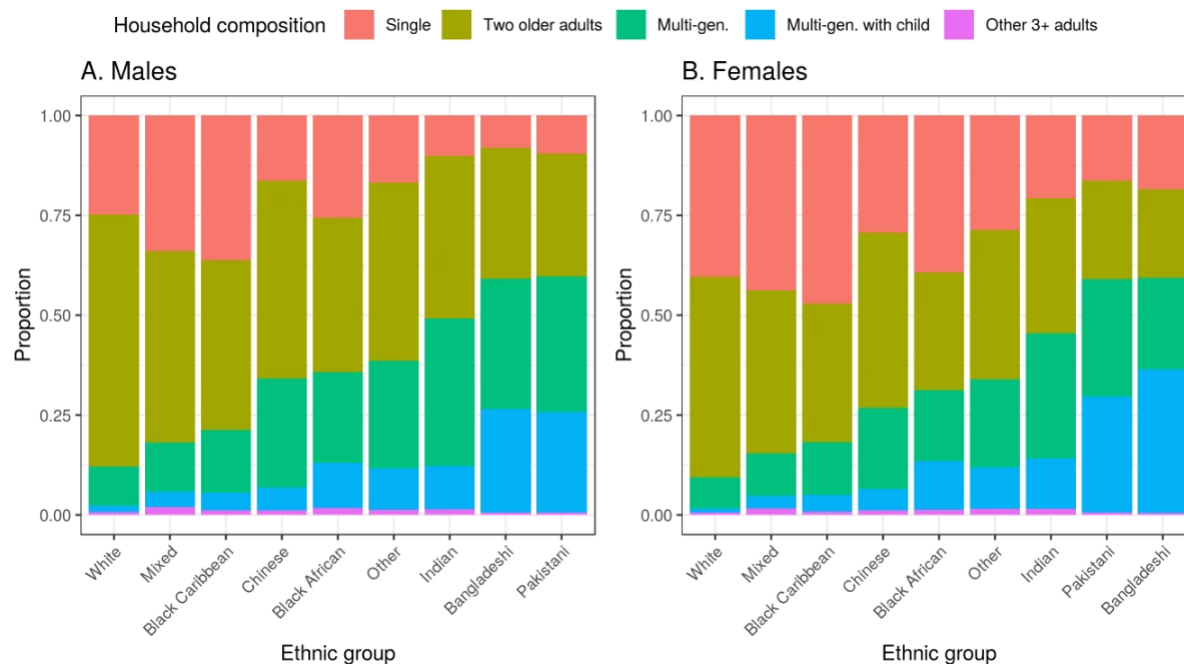 Household composition Single Two older adults Multi-gen. Multi-gen. with child Other 3+ adults
A. Males
1.00
0.75
0.50
0.25
0.00
Proportion
White Mixed Black Caribbean Chinese Black African Other Indian Bangladeshi Pakistani
Ethnic group
B. Females
1.00
0.75
0.50
0.25
0.00
Proportion
White Mixed Black Caribbean Chinese Black African Other Indian Pakistani Bangladeshi
Ethnic group